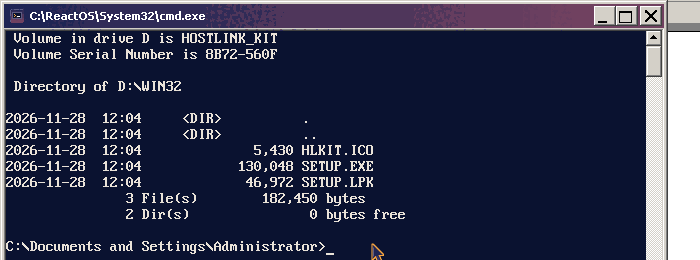 C:\ReactOS\System32\cmd.exe
Volume in drive D is HOSTLINK_KIT
Volume Serial Number is 8B72-560F
Directory of D:\WIN32
2026-11-28  12:04    <DIR>          .
2026-11-28  12:04    <DIR>          ..
2026-11-28  12:04             5,430 HLKIT.ICO
2026-11-28  12:04           130,048 SETUP.EXE
2026-11-28  12:04            46,972 SETUP.LPK
3 File(s)        182,450 bytes
2 Dir(s)               0 bytes free
C:\Documents and Settings\Administrator>_